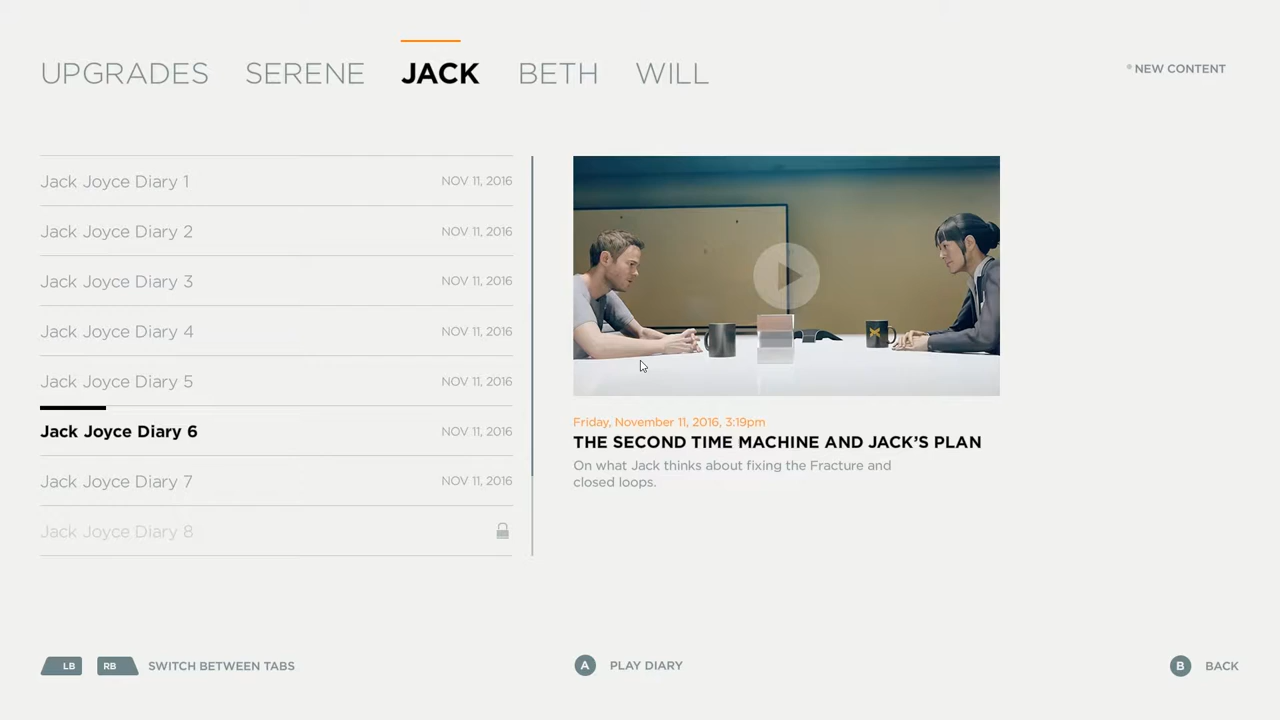 UPGRADES SERENE JACK BETH WILL
NEW CONTENT
Jack Joyce Diary 1 NOV 11, 2016
Jack Joyce Diary 2 NOV 11, 2016
Jack Joyce Diary 3 NOV 11, 2016
Jack Joyce Diary 4 NOV 11, 2016
Jack Joyce Diary 5 NOV 11, 2016
Jack Joyce Diary 6 NOV 11, 2016
Jack Joyce Diary 7 NOV 11, 2016
Jack Joyce Diary 8
Friday, November 11, 2016, 3:19pm
THE SECOND TIME MACHINE AND JACK'S PLAN
On what Jack thinks about fixing the Fracture and
closed loops.
LB RB SWITCH BETWEEN TABS
A PLAY DIARY
B BACK